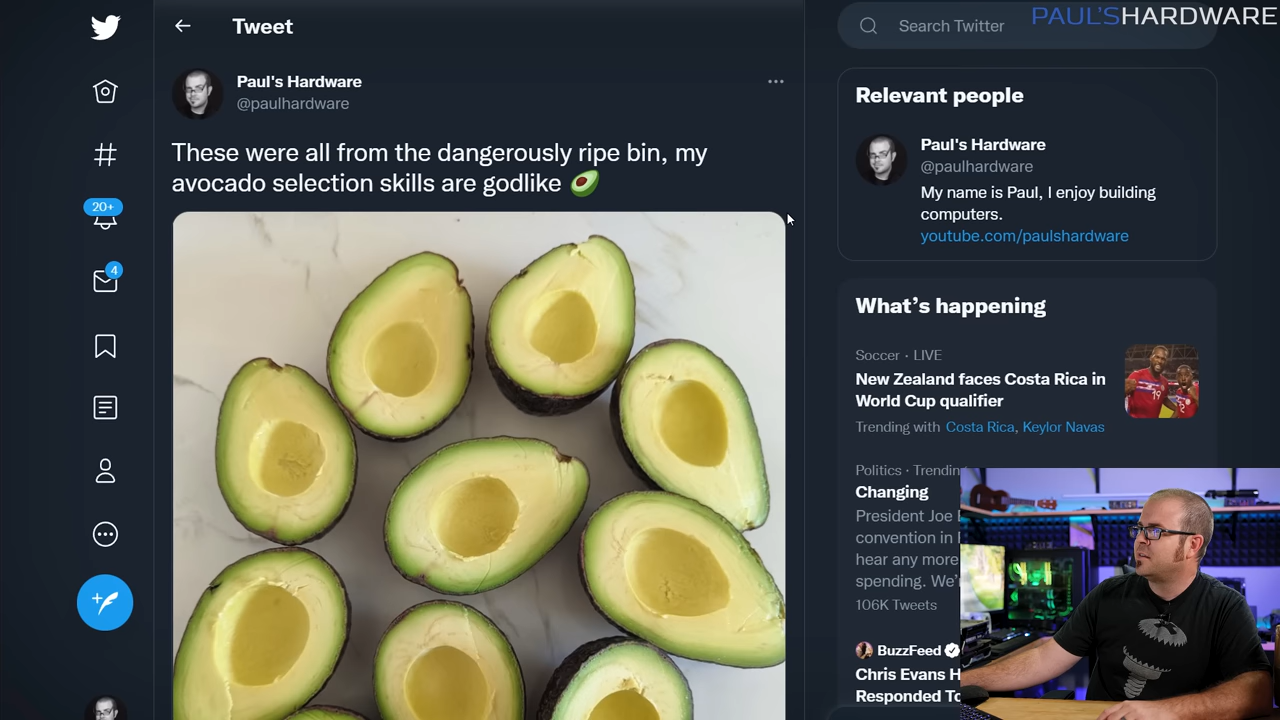 PAUL'SHARDWARE
Tweet
Search Twitter
Paul's Hardware
@paulhardware
These were all from the dangerously ripe bin, my
avocado selection skills are godlike 🥑
20+
4
Relevant people
Paul's Hardware
@paulhardware
My name is Paul, I enjoy building
computers.
youtube.com/paulshardware
What's happening
Soccer · LIVE
New Zealand faces Costa Rica in
World Cup qualifier
Trending with Costa Rica, Keylor Navas
Politics · Trendin
Changing
President Joe
convention in
hear any more
spending. We'
106K Tweets
BuzzFeed
Chris Evans H
Responded To